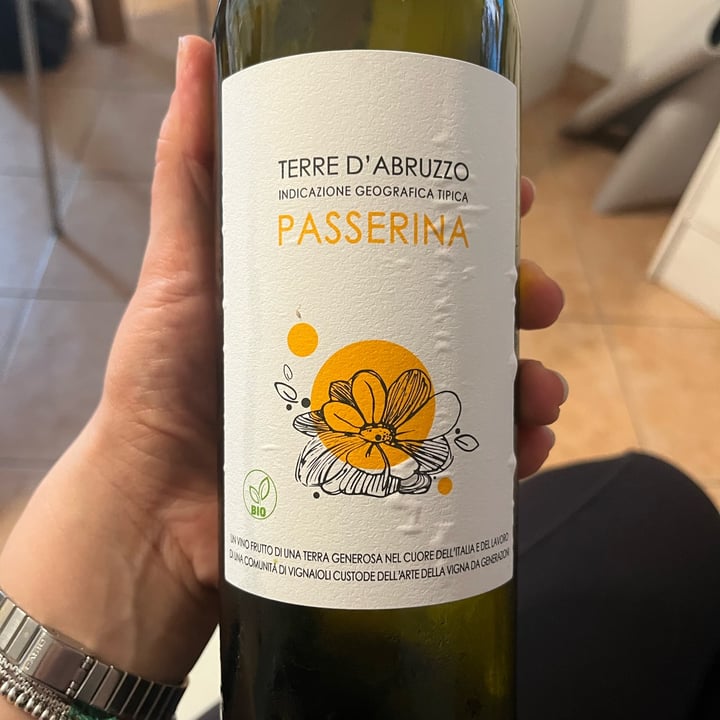 TERRE D'ABRUZZO
INDICAZIONE GEOGRAFICA TIPICA
PASSERINA
BIO
UN VINO FRUTTO DI UNA TERRA GENEROSA NEL CUORE DELL'ITALIA E DEL LAVORO
DI UNA COMUNITÀ DI VIGNAIOLI CUSTODE DELL'ARTE DELLA VIGNA DA GENERAZIONI